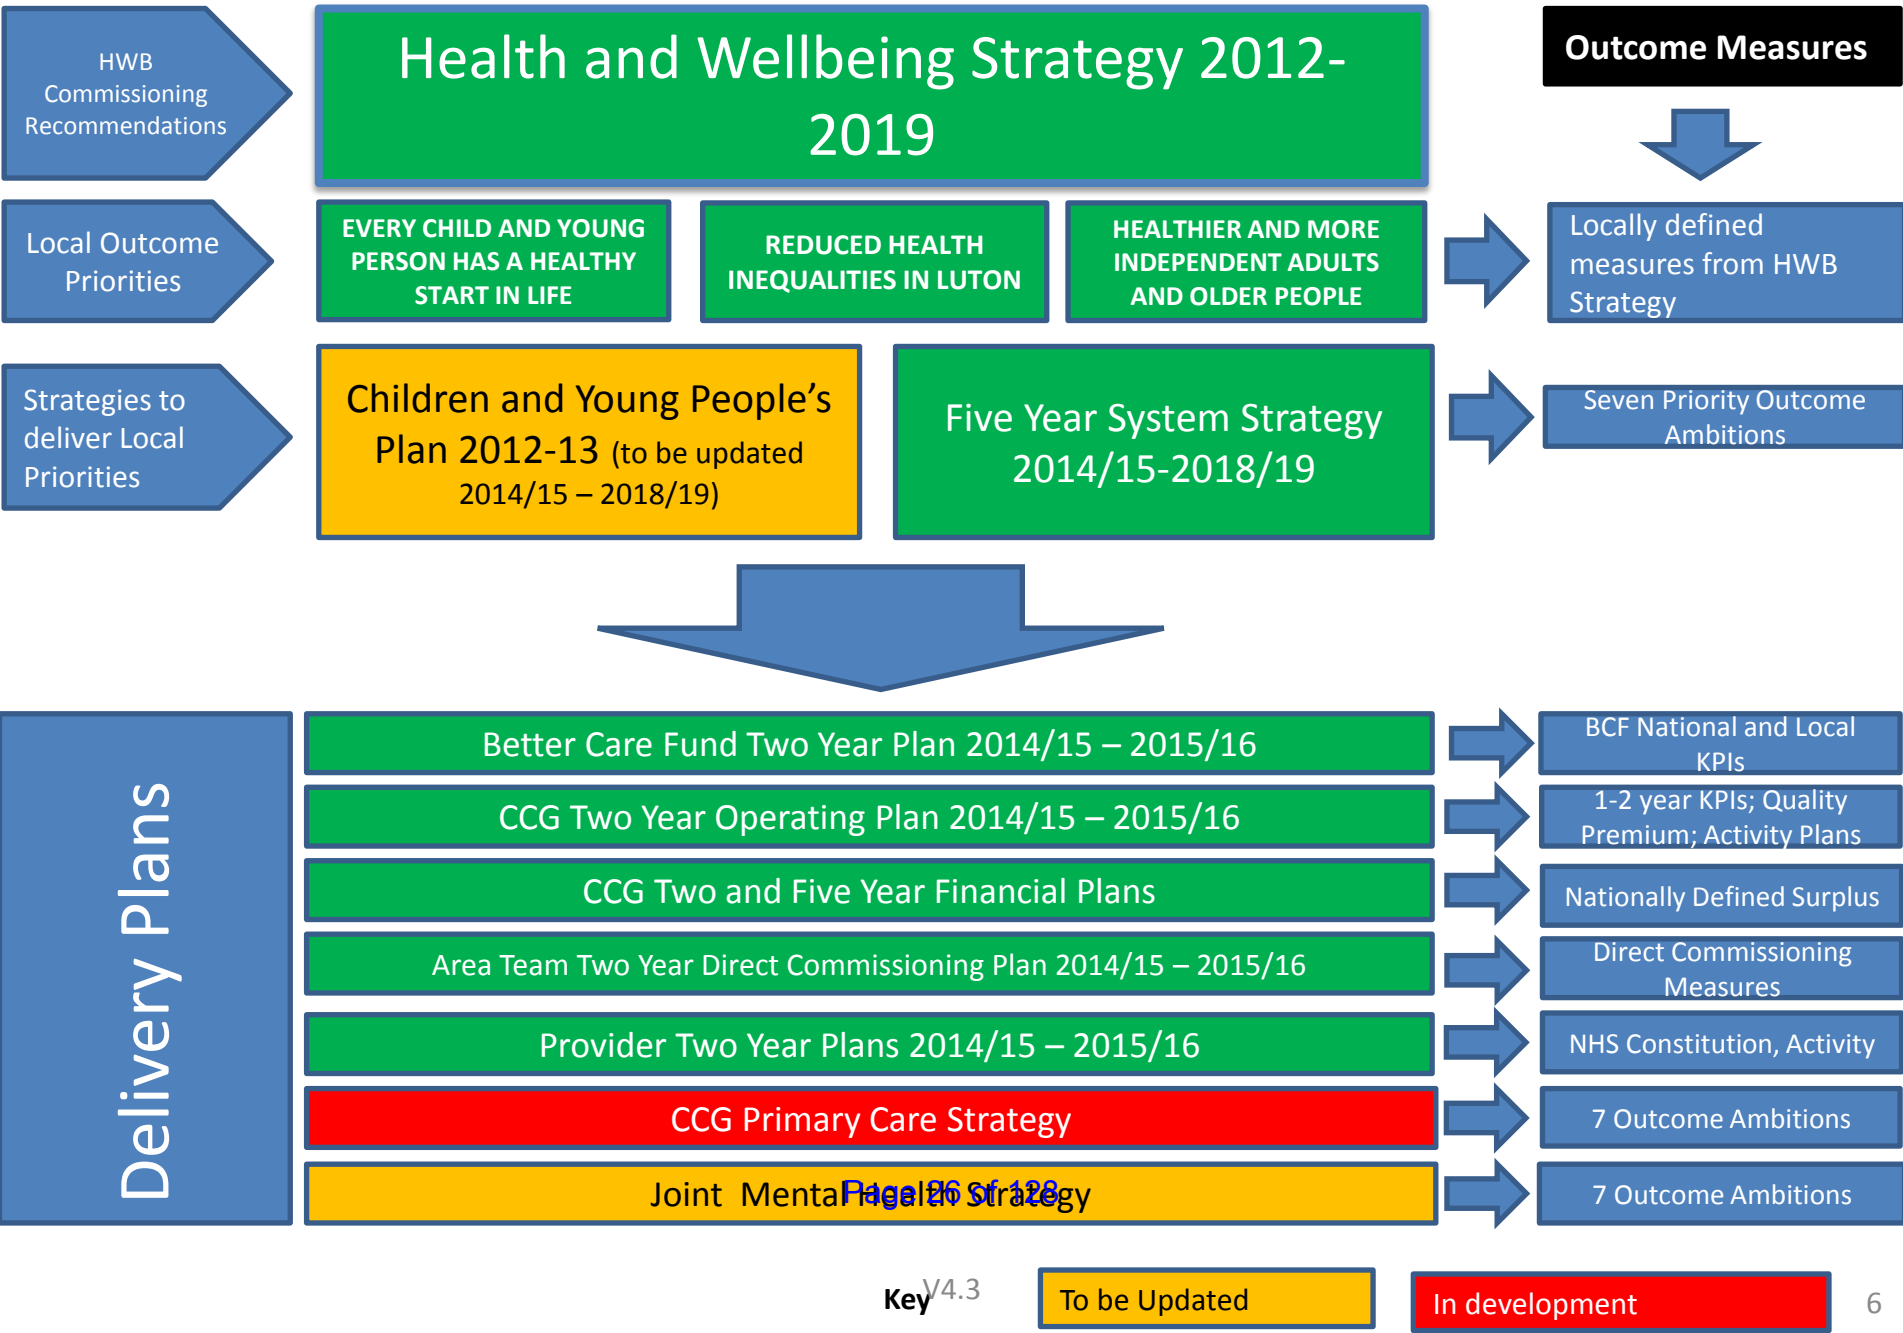 HWB
Commissioning
Recommendations
Health and Wellbeing Strategy 2012-
2019
Outcome Measures
Local Outcome
Priorities
EVERY CHILD AND YOUNG
PERSON HAS A HEALTHY
START IN LIFE
REDUCED HEALTH
INEQUALITIES IN LUTON
HEALTHIER AND MORE
INDEPENDENT ADULTS
AND OLDER PEOPLE
Locally defined
measures from HWB
Strategy
Strategies to
deliver Local
Priorities
Children and Young People’s
Plan 2012-13 (to be updated
2014/15 – 2018/19)
Five Year System Strategy
2014/15-2018/19
Seven Priority Outcome
Ambitions
Delivery Plans
Better Care Fund Two Year Plan 2014/15 – 2015/16
BCF National and Local
KPIs
CCG Two Year Operating Plan 2014/15 – 2015/16
1-2 year KPIs; Quality
Premium; Activity Plans
CCG Two and Five Year Financial Plans
Nationally Defined Surplus
Area Team Two Year Direct Commissioning Plan 2014/15 – 2015/16
Direct Commissioning
Measures
Provider Two Year Plans 2014/15 – 2015/16
NHS Constitution, Activity
CCG Primary Care Strategy
7 Outcome Ambitions
Joint Mental Health Strategy
Page 26 of 128
7 Outcome Ambitions
Key
V4.3
To be Updated
In development
6